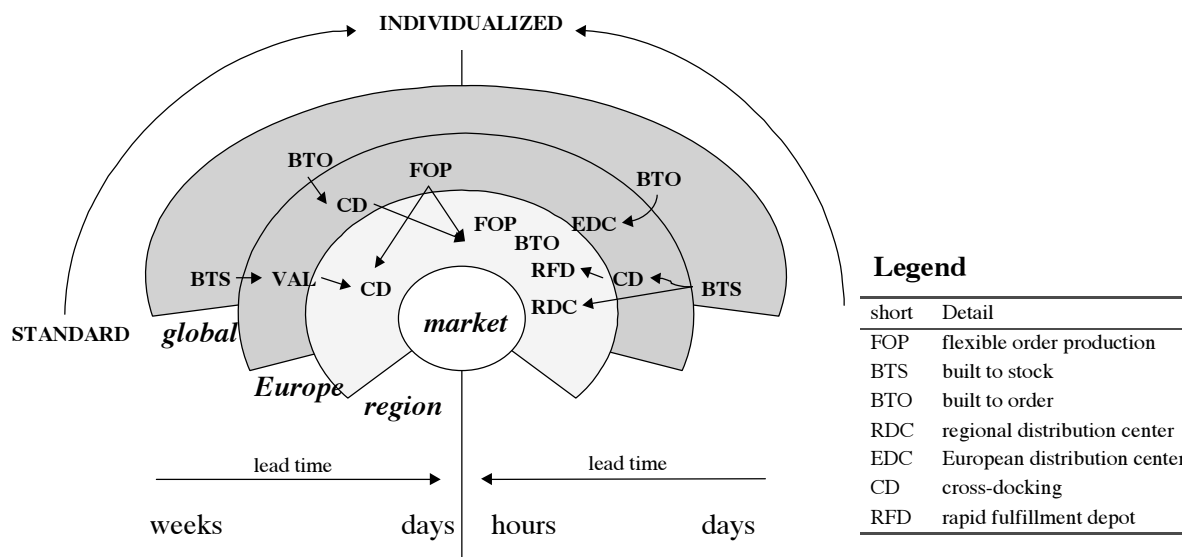 INDIVIDUALIZED
BTO
FOP
BTO
CD
FOP
EDC
BTO
RFD
CD
BTS
VAL
CD
RDC
BTS
market
STANDARD
global
Europe
region
lead time
lead time
weeks
days
hours
days
Legend
short Detail
FOP flexible order production
BTS built to stock
BTO built to order
RDC regional distribution center
EDC European distribution center
CD cross-docking
RFD rapid fulfillment depot